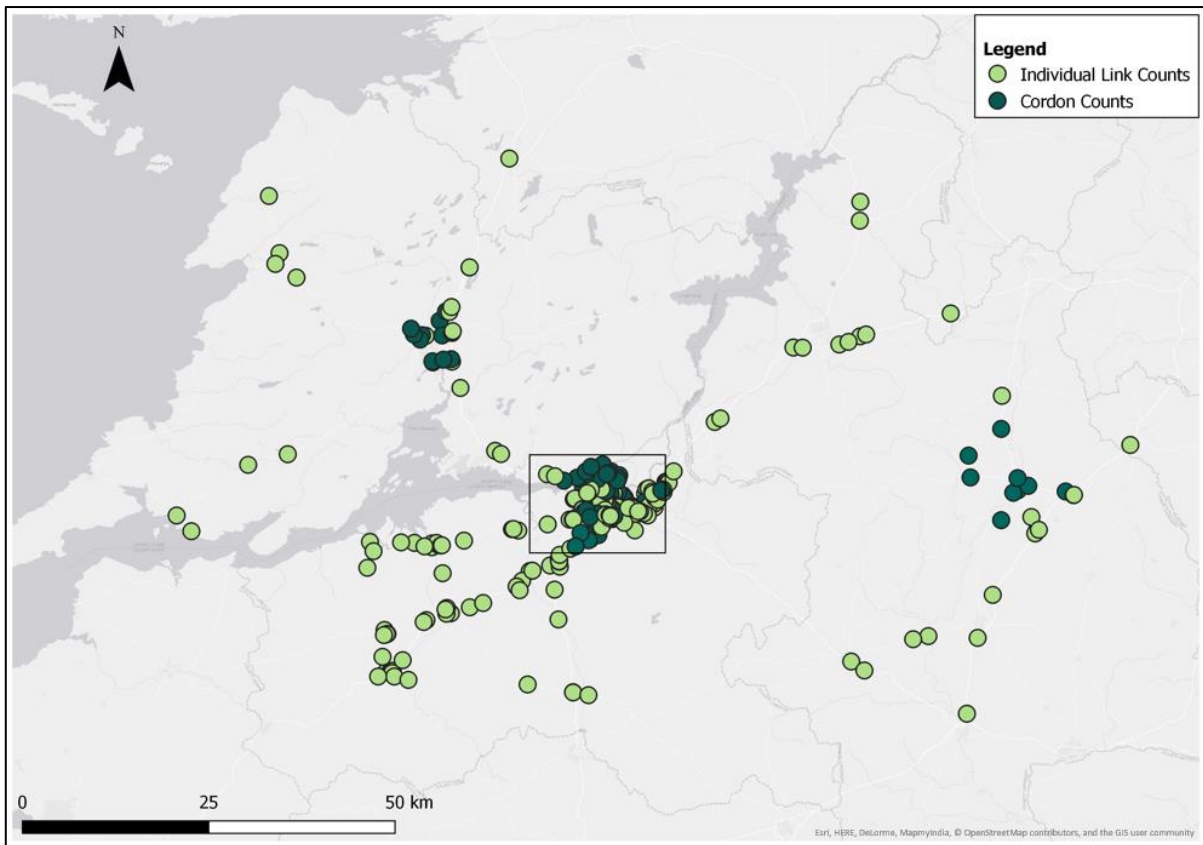 N
Legend
Individual Link Counts
Cordon Counts
0 25 50 km
Esri, HERE, DeLorme, MapmyIndia, © OpenStreetMap contributors, and the GIS user community